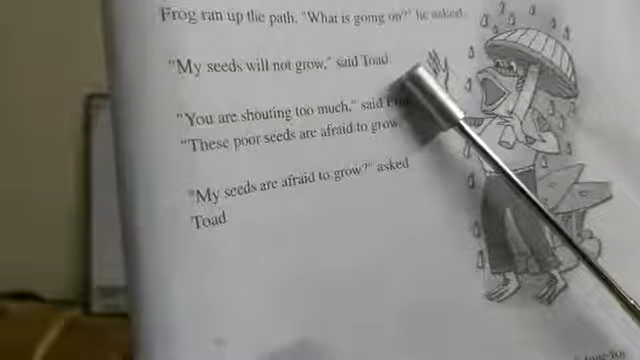 Frog ran up the path. "What is going on?" he asked.
"My seeds will not grow," said Toad.
"You are shouting too much," said
"These poor seeds are afraid to grow.
"My seeds are afraid to grow?" asked
Toad